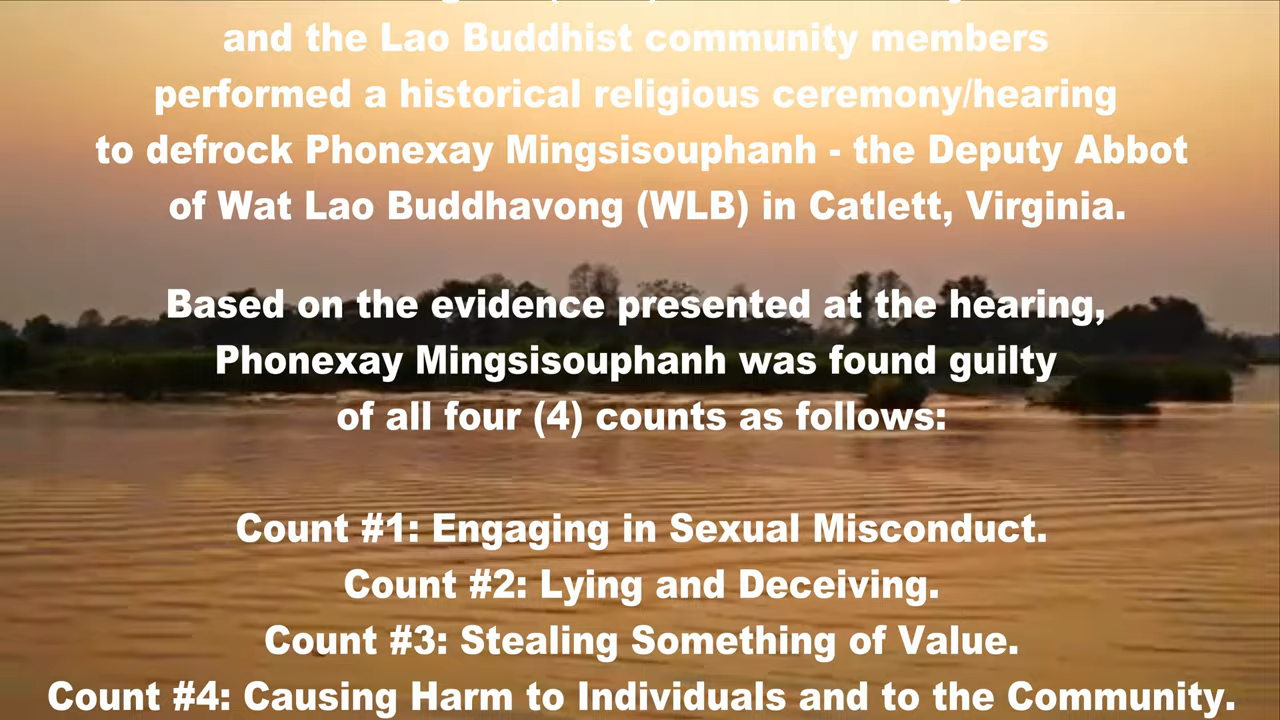 and the Lao Buddhist community members
performed a historical religious ceremony/hearing
to defrock Phonexay Mingsisouphanh - the Deputy Abbot
of Wat Lao Buddhavong (WLB) in Catlett, Virginia.
Based on the evidence presented at the hearing,
Phonexay Mingsisouphanh was found guilty
of all four (4) counts as follows:
Count #1: Engaging in Sexual Misconduct.
Count #2: Lying and Deceiving.
Count #3: Stealing Something of Value.
Count #4: Causing Harm to Individuals and to the Community.